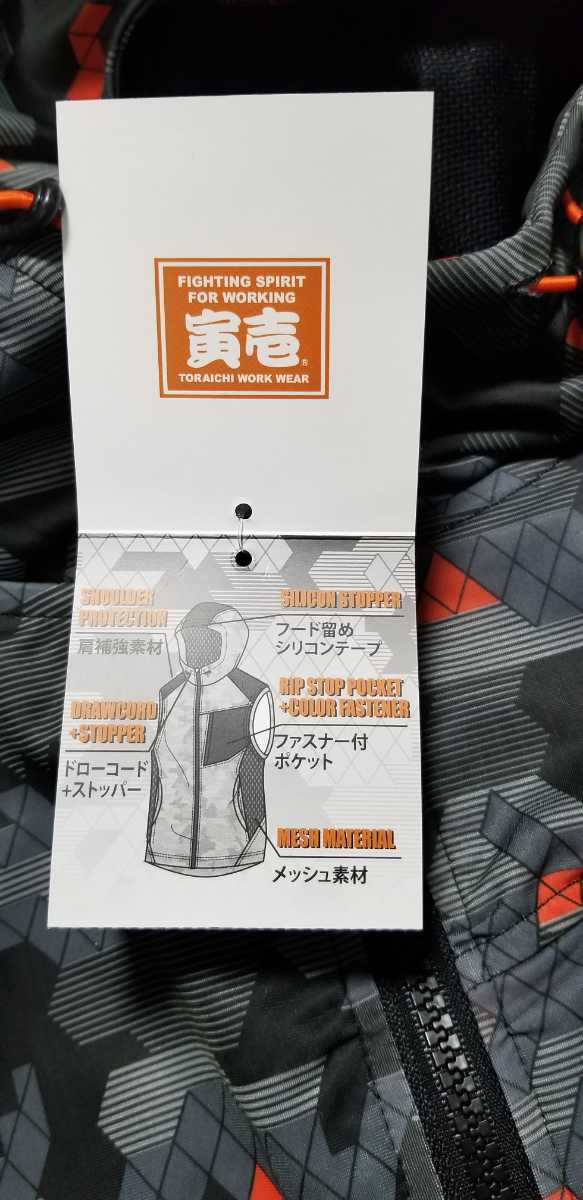 FIGHTING SPIRIT
FOR WORKING
寅壱®
TORAICHI WORK WEAR
SHOULDER
PROTECTION
肩補強素材
SILICON STOPPER
フード留め
シリコンテープ
DRAWCORD
+STOPPER
ドローコード
+ストッパー
RIP STOP POCKET
+COLOR FASTENER
ファスナー付
ポケット
MESH MATERIAL
メッシュ素材